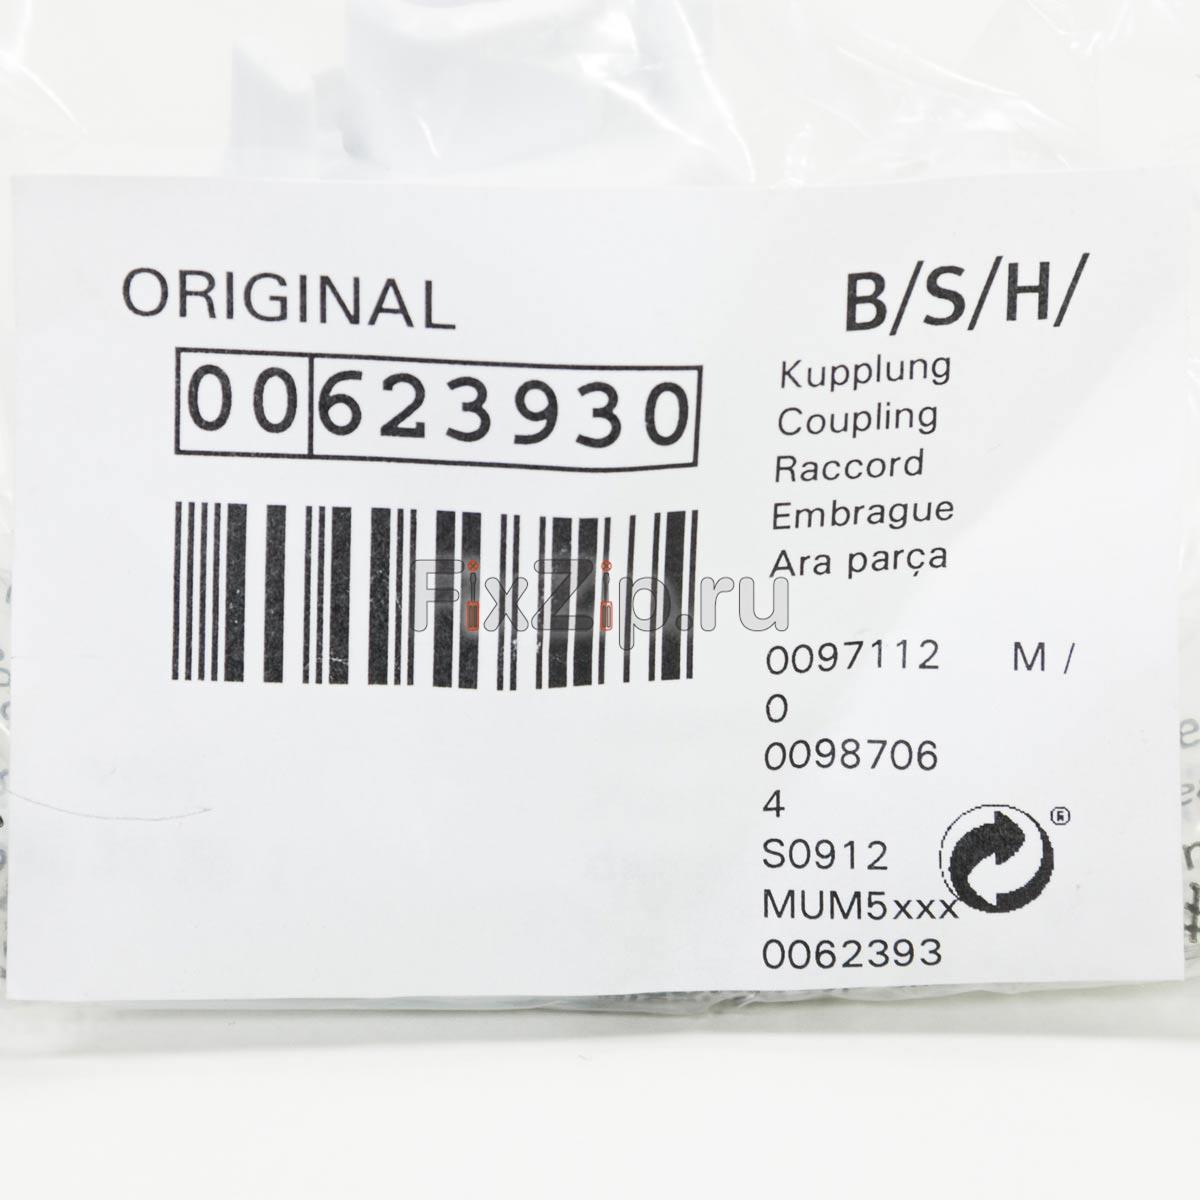 ORIGINAL
00623930
B/S/H/
Kupplung
Coupling
Raccord
Embrague
Ara parça
FixZip.ru
0097112 M /
0
0098706
4
S0912
MUM5xxx
0062393